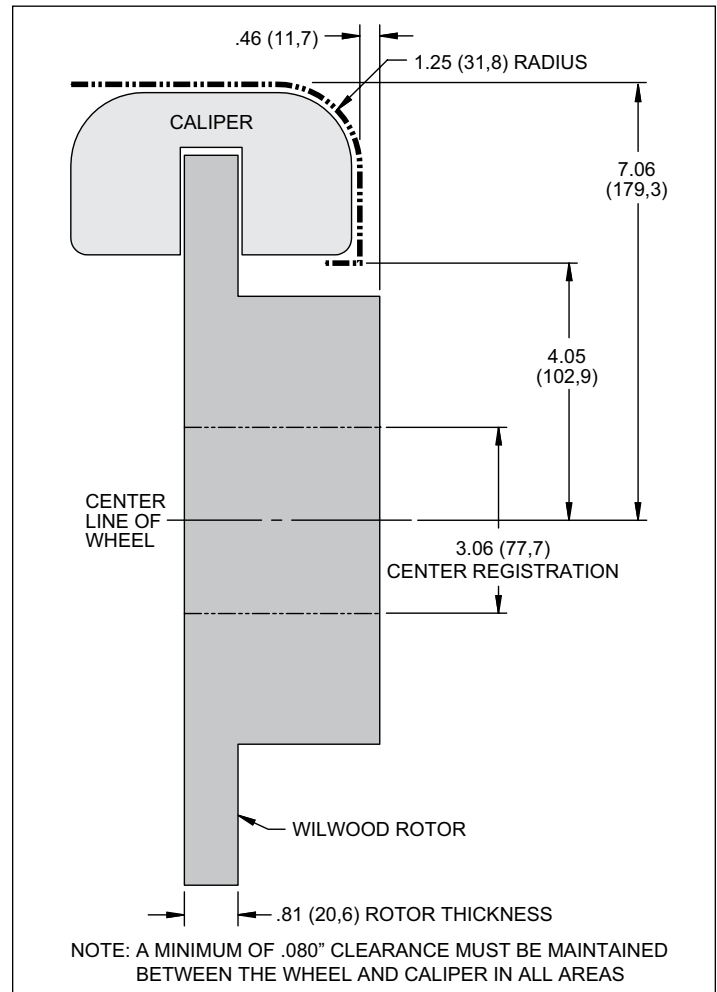 .46 (11,7)
1.25 (31,8) RADIUS
CALIPER
7.06
(179,3)
4.05
(102,9)
CENTER
LINE OF
WHEEL
3.06 (77,7)
CENTER REGISTRATION
WILWOOD ROTOR
.81 (20,6) ROTOR THICKNESS
NOTE: A MINIMUM OF .080” CLEARANCE MUST BE MAINTAINED
BETWEEN THE WHEEL AND CALIPER IN ALL AREAS